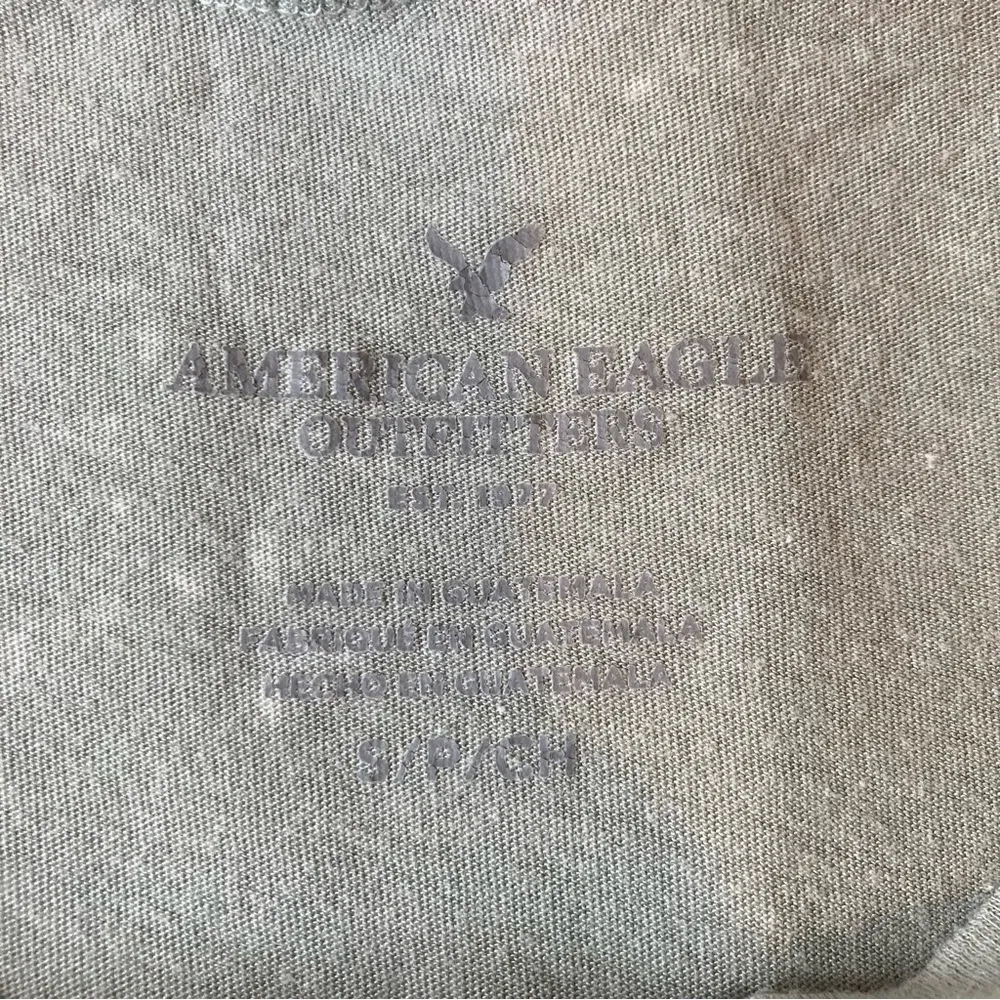 AMERICAN EAGLE
OUTFITTERS
EST. 1977
MADE IN GUATEMALA
FABRIQUÉ EN GUATEMALA
HECHO EN GUATEMALA
S/P/CH